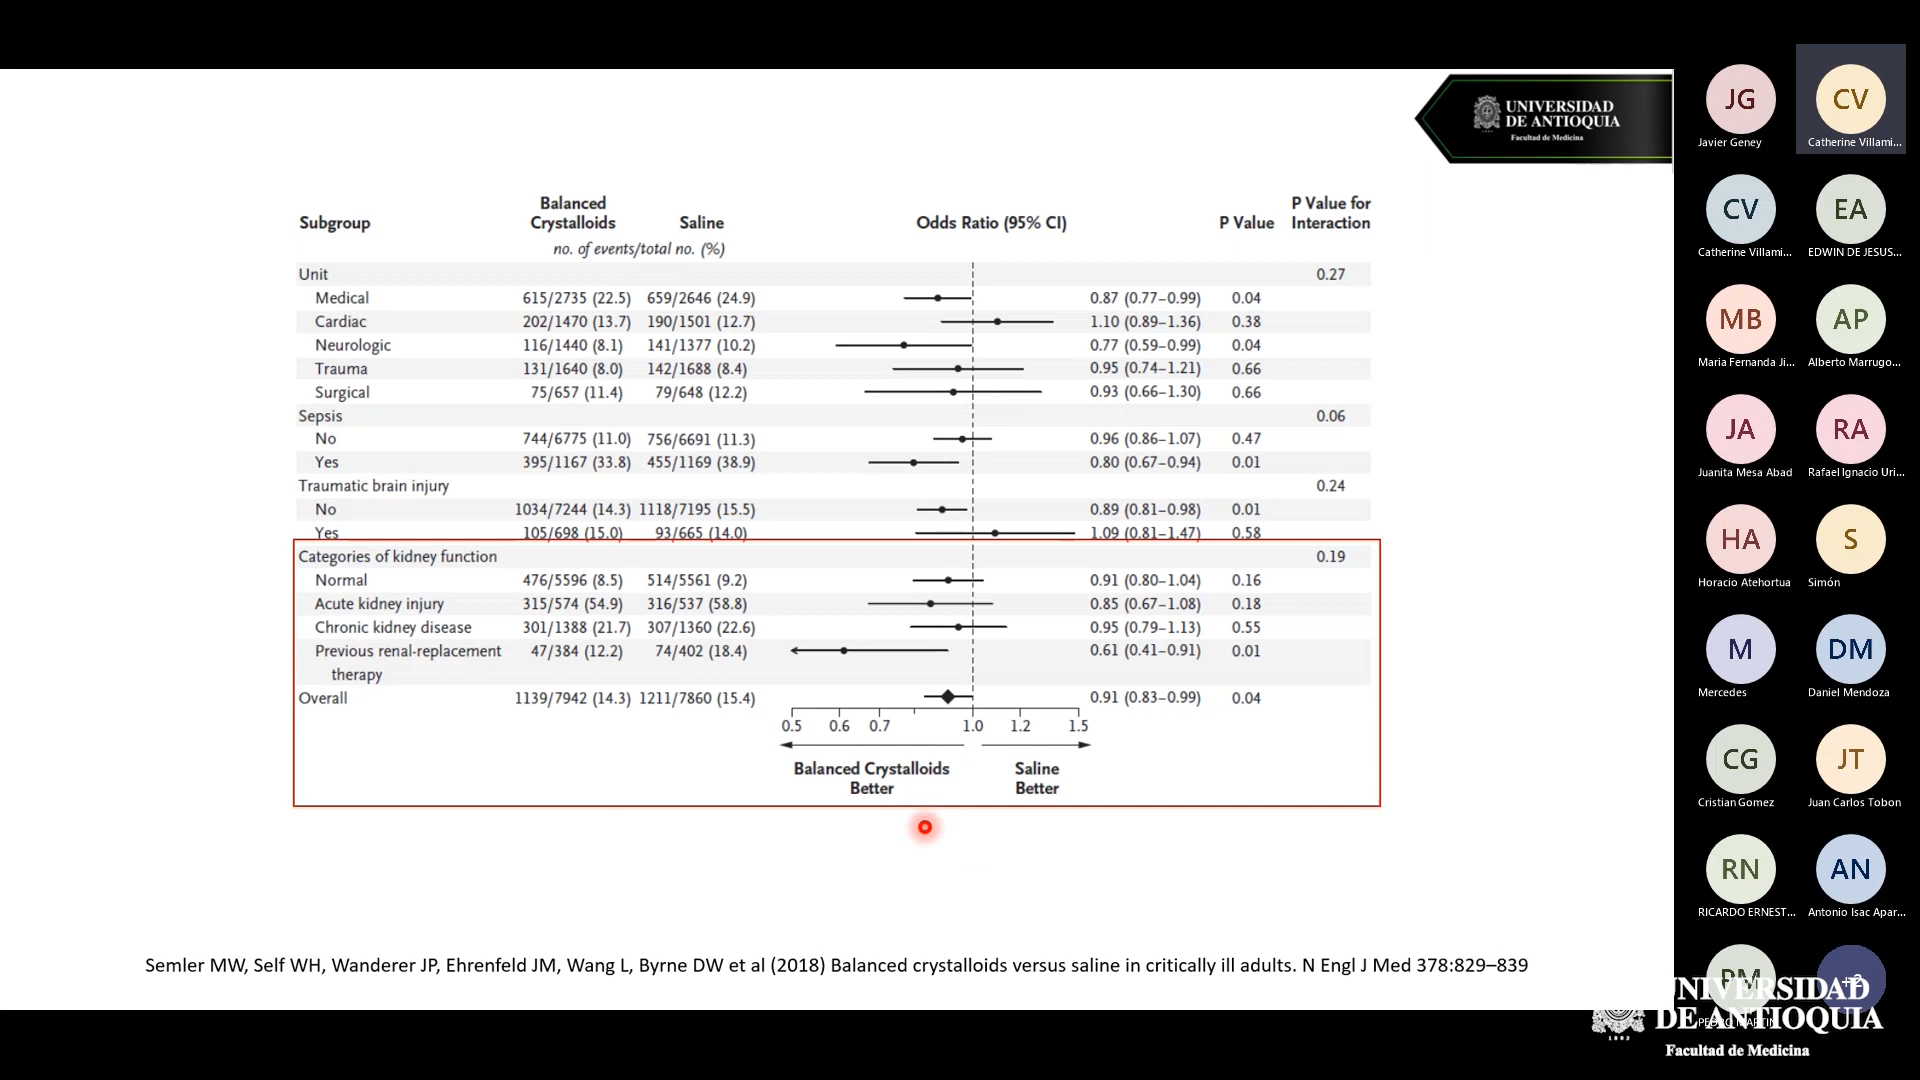 UNIVERSIDAD
DE ANTIOQUIA
1803
Facultad de Medicina
Subgroup Balanced Crystalloids Saline Odds Ratio (95% CI) P Value P Value for Interaction
no. of events/total no. (%)
Unit 0.27
Medical 615/2735 (22.5) 659/2646 (24.9) 0.87 (0.77–0.99) 0.04
Cardiac 202/1470 (13.7) 190/1501 (12.7) 1.10 (0.89–1.36) 0.38
Neurologic 116/1440 (8.1) 141/1377 (10.2) 0.77 (0.59–0.99) 0.04
Trauma 131/1640 (8.0) 142/1688 (8.4) 0.95 (0.74–1.21) 0.66
Surgical 75/657 (11.4) 79/648 (12.2) 0.93 (0.66–1.30) 0.66
Sepsis 0.06
No 744/6775 (11.0) 756/6691 (11.3) 0.96 (0.86–1.07) 0.47
Yes 395/1167 (33.8) 455/1169 (38.9) 0.80 (0.67–0.94) 0.01
Traumatic brain injury 0.24
No 1034/7244 (14.3) 1118/7195 (15.5) 0.89 (0.81–0.98) 0.01
Yes 105/698 (15.0) 93/665 (14.0) 1.09 (0.81–1.47) 0.58
Categories of kidney function 0.19
Normal 476/5596 (8.5) 514/5561 (9.2) 0.91 (0.80–1.04) 0.16
Acute kidney injury 315/574 (54.9) 316/537 (58.8) 0.85 (0.67–1.08) 0.18
Chronic kidney disease 301/1388 (21.7) 307/1360 (22.6) 0.95 (0.79–1.13) 0.55
Previous renal-replacement 47/384 (12.2) 74/402 (18.4) 0.61 (0.41–0.91) 0.01
therapy
Overall 1139/7942 (14.3) 1211/7860 (15.4) 0.91 (0.83–0.99) 0.04
0.5 0.6 0.7 1.0 1.2 1.5
Balanced Crystalloids Better
Saline Better
Semler MW, Self WH, Wanderer JP, Ehrenfeld JM, Wang L, Byrne DW et al (2018) Balanced crystalloids versus saline in critically ill adults. N Engl J Med 378:829–839
JG
Javier Geney
CV
Catherine Villami...
CV
Catherine Villami...
EA
EDWIN DE JESUS...
MB
Maria Fernanda Ji...
AP
Alberto Marrugo...
JA
Juanita Mesa Abad
RA
Rafael Ignacio Uri...
HA
Horacio Atehortua
S
Simón
M
Mercedes
DM
Daniel Mendoza
CG
Cristian Gomez
JT
Juan Carlos Tobon
RN
RICARDO ERNEST...
AN
Antonio Isac Apar...
PM
+2
UNIVERSIDAD
DE ANTIOQUIA
1803
Facultad de Medicina